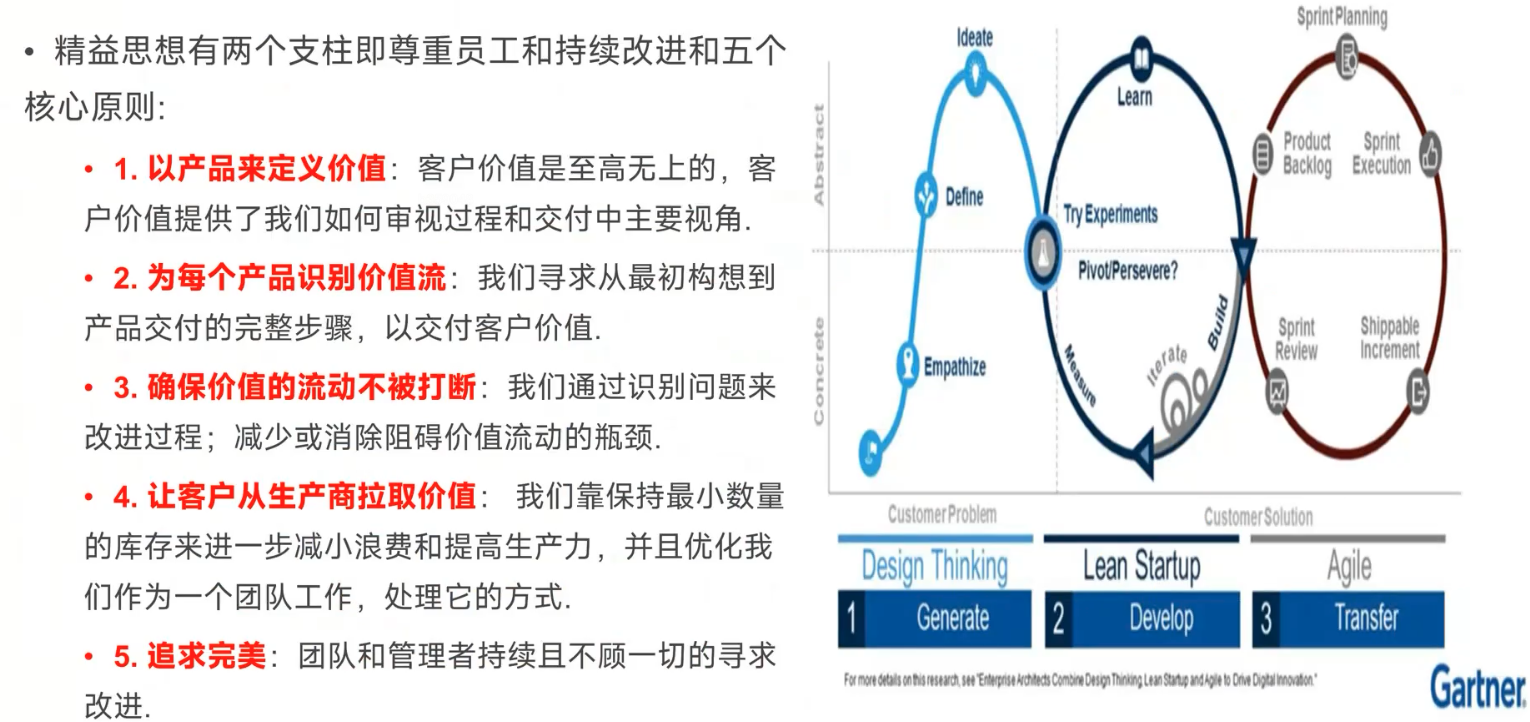 • 精益思想有两个支柱即尊重员工和持续改进和五个
核心原则:
• 1. 以产品来定义价值：客户价值是至高无上的，客
户价值提供了我们如何审视过程和交付中主要视角.
• 2. 为每个产品识别价值流：我们寻求从最初构想到
产品交付的完整步骤，以交付客户价值.
• 3. 确保价值的流动不被打断：我们通过识别问题来
改进过程；减少或消除阻碍价值流动的瓶颈.
• 4. 让客户从生产商拉取价值： 我们靠保持最小数量
的库存来进一步减小浪费和提高生产力，并且优化我
们作为一个团队工作，处理它的方式.
• 5. 追求完美：团队和管理者持续且不顾一切的寻求
改进.
Abstract
Concrete
Ideate
Define
Empathize
Learn
Try Experiments
Pivot/Persevere?
Measure
Iterate
Build
Sprint Planning
Product
Backlog
Sprint
Execution
Sprint
Review
Shippable
Increment
Customer Problem
Customer Solution
Design Thinking
Lean Startup
Agile
1 Generate
2 Develop
3 Transfer
For more details on this research, see "Enterprise Architects Combine Design Thinking, Lean Startup and Agile to Drive Digital Innovation."
Gartner.